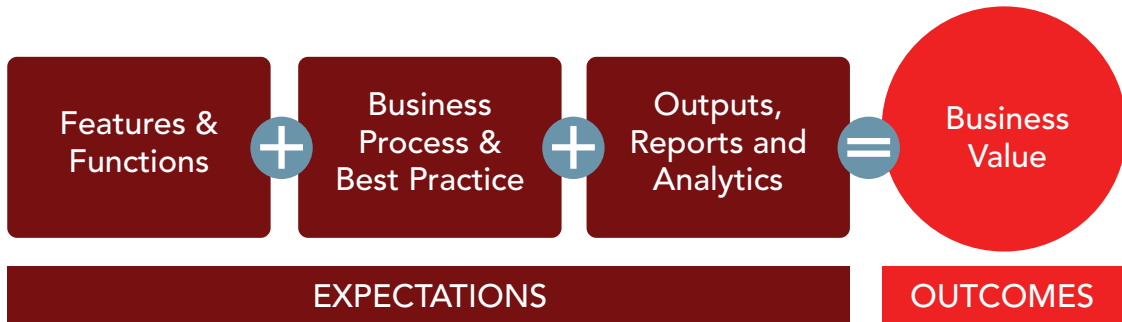 Features &
Functions
+
Business
Process &
Best Practice
+
Outputs,
Reports and
Analytics
=
Business
Value
EXPECTATIONS
OUTCOMES